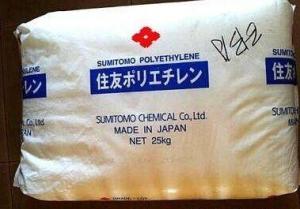 SUMITOMO POLYETHYLENE
住友ポリエチレン
SUMITOMO CHEMICAL Co., Ltd.
MADE IN JAPAN
NET 25kg